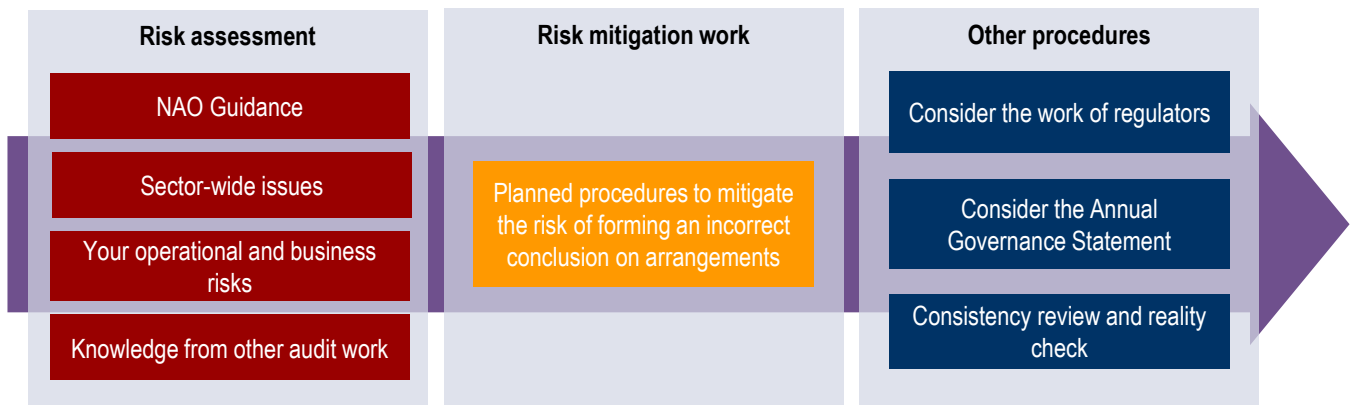 Risk assessment
NAO Guidance
Sector-wide issues
Your operational and business
risks
Knowledge from other audit work
Risk mitigation work
Planned procedures to mitigate
the risk of forming an incorrect
conclusion on arrangements
Other procedures
Consider the work of regulators
Consider the Annual
Governance Statement
Consistency review and reality
check